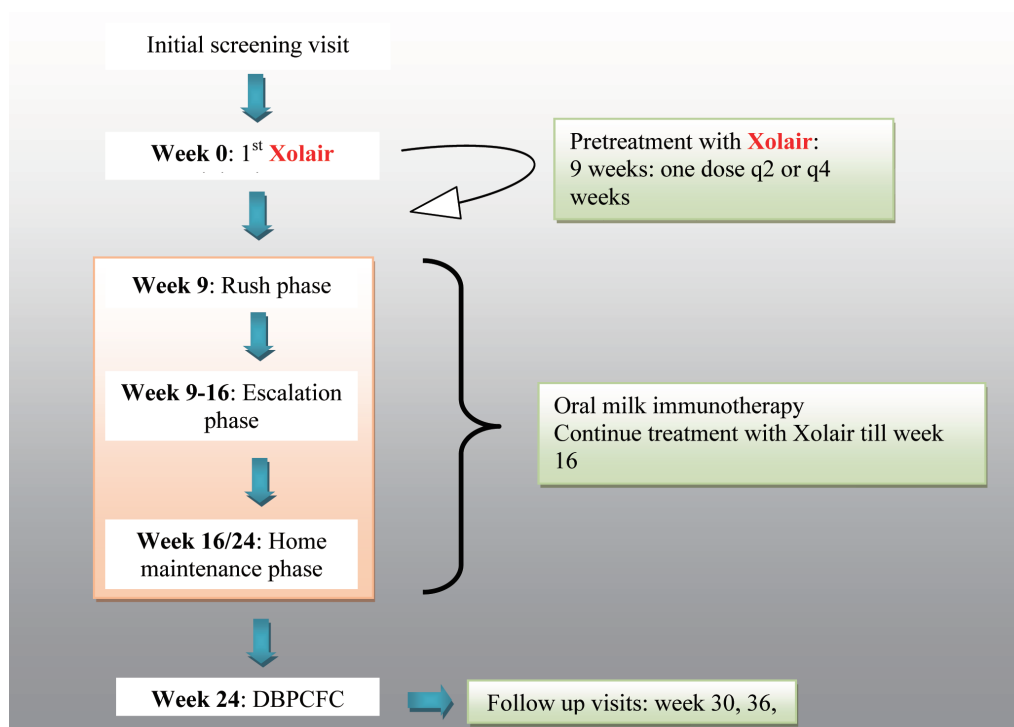 Initial screening visit
Week 0: 1st Xolair
Pretreatment with Xolair:
9 weeks: one dose q2 or q4
weeks
Week 9: Rush phase
Week 9-16: Escalation
phase
Oral milk immunotherapy
Continue treatment with Xolair till week
16
Week 16/24: Home
maintenance phase
Week 24: DBPCFC
Follow up visits: week 30, 36,